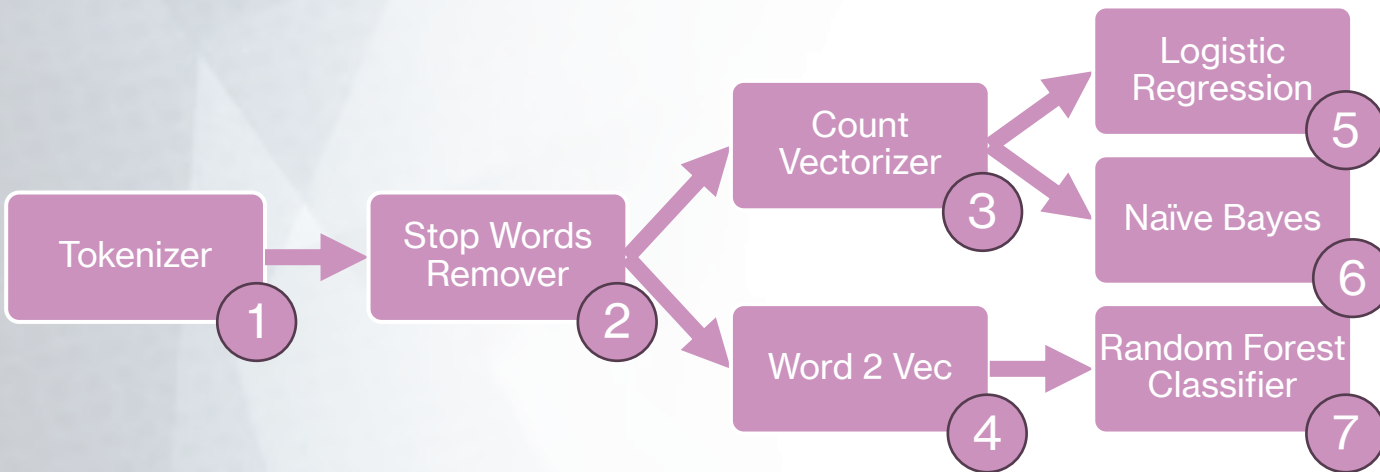 Tokenizer
1
Stop Words
Remover
2
Count
Vectorizer
3
Word 2 Vec
4
Logistic
Regression
5
Naïve Bayes
6
Random Forest
Classifier
7